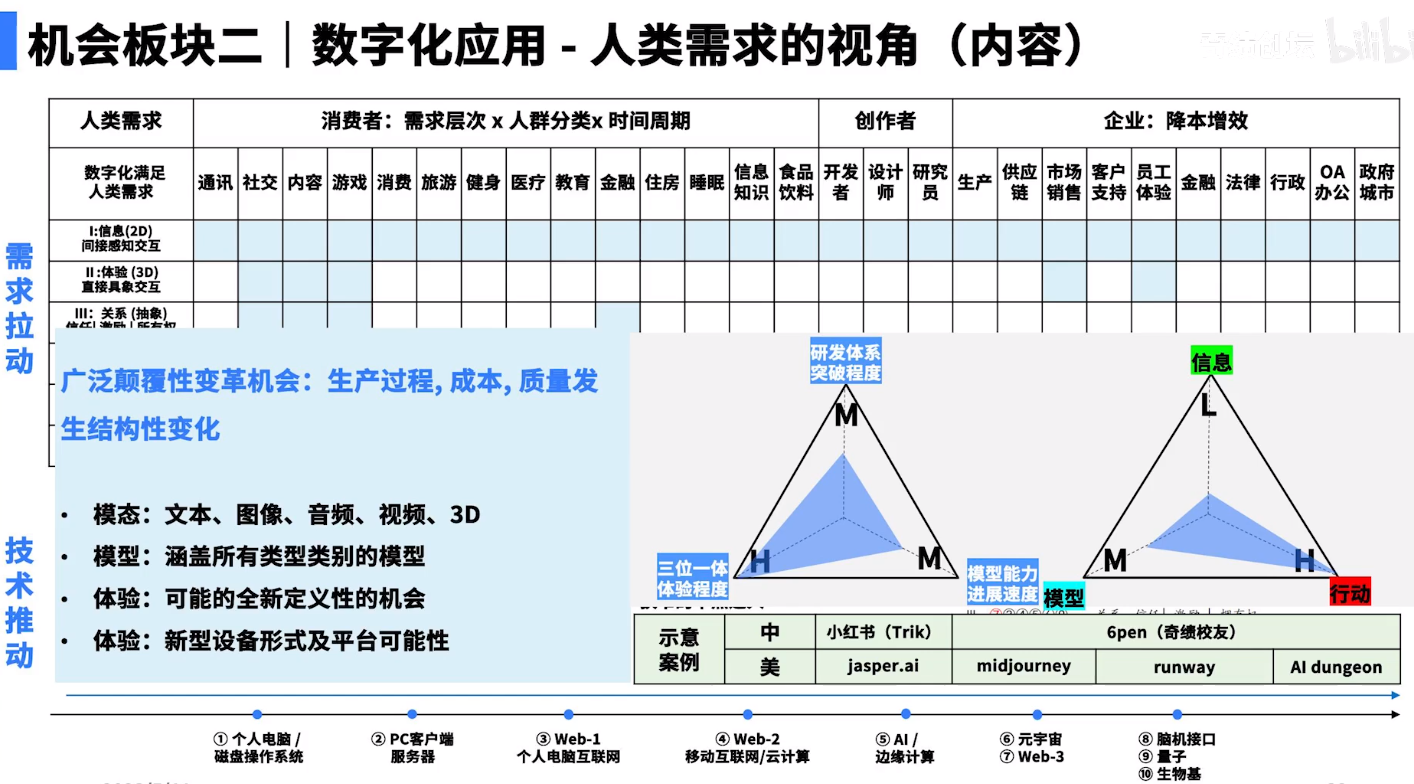 机会板块二｜数字化应用 - 人类需求的视角（内容）
bilibi
人类需求
消费者：需求层次 x 人群分类x 时间周期
创作者
企业：降本增效
数字化满足
人类需求
通讯
社交
内容
游戏
消费
旅游
健身
医疗
教育
金融
住房
睡眠
信息
知识
食品
饮料
开发
者
设计
师
研究
员
生产
供应
链
市场
销售
客户
支持
员工
体验
金融
法律
行政
OA
办公
政府
城市
I:信息(2D)
间接感知交互
II :体验 (3D)
直接具象交互
III：关系 (抽象)
信任| 激励 | 所有权
需求拉动
技术推动
广泛颠覆性变革机会：生产过程, 成本, 质量发
生结构性变化
• 模态：文本、图像、音频、视频、3D
• 模型：涵盖所有类型类别的模型
• 体验：可能的全新定义性的机会
• 体验：新型设备形式及平台可能性
研发体系
突破程度
M
H
M
三位一体
体验程度
模型能力
进展速度
信息
L
M
H
模型
行动
示意
案例
中
小红书（Trik）
6pen（奇绩校友）
美
jasper.ai
midjourney
runway
AI dungeon
① 个人电脑 /
磁盘操作系统
② PC客户端
服务器
③ Web-1
个人电脑互联网
④ Web-2
移动互联网/云计算
⑤ AI /
边缘计算
⑥ 元宇宙
⑦ Web-3
⑧ 脑机接口
⑨ 量子
⑩ 生物基